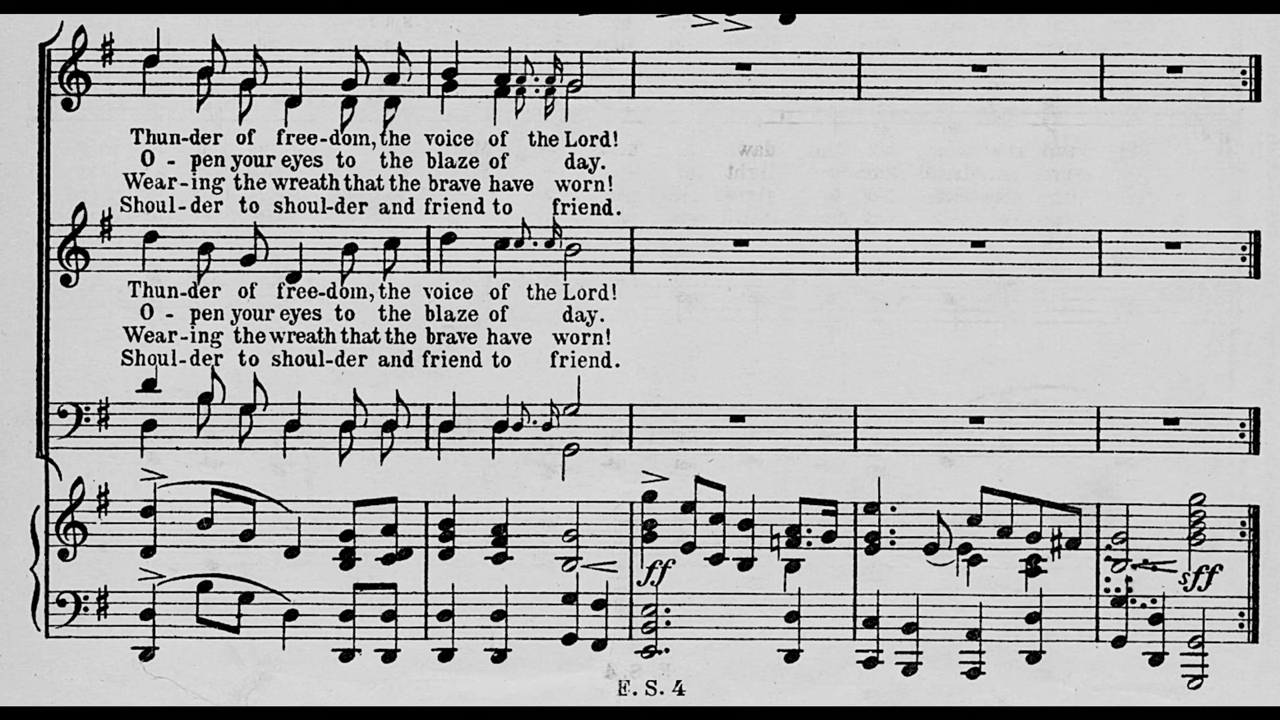 Thun-der of free-dom, the voice of the Lord!
O - pen your eyes to the blaze of day.
Wear-ing the wreath that the brave have worn!
Shoul-der to shoul-der and friend to friend.
Thun-der of free-dom, the voice of the Lord!
O - pen your eyes to the blaze of day.
Wear-ing the wreath that the brave have worn!
Shoul-der to shoul-der and friend to friend.
ff
sff
E. S. 4